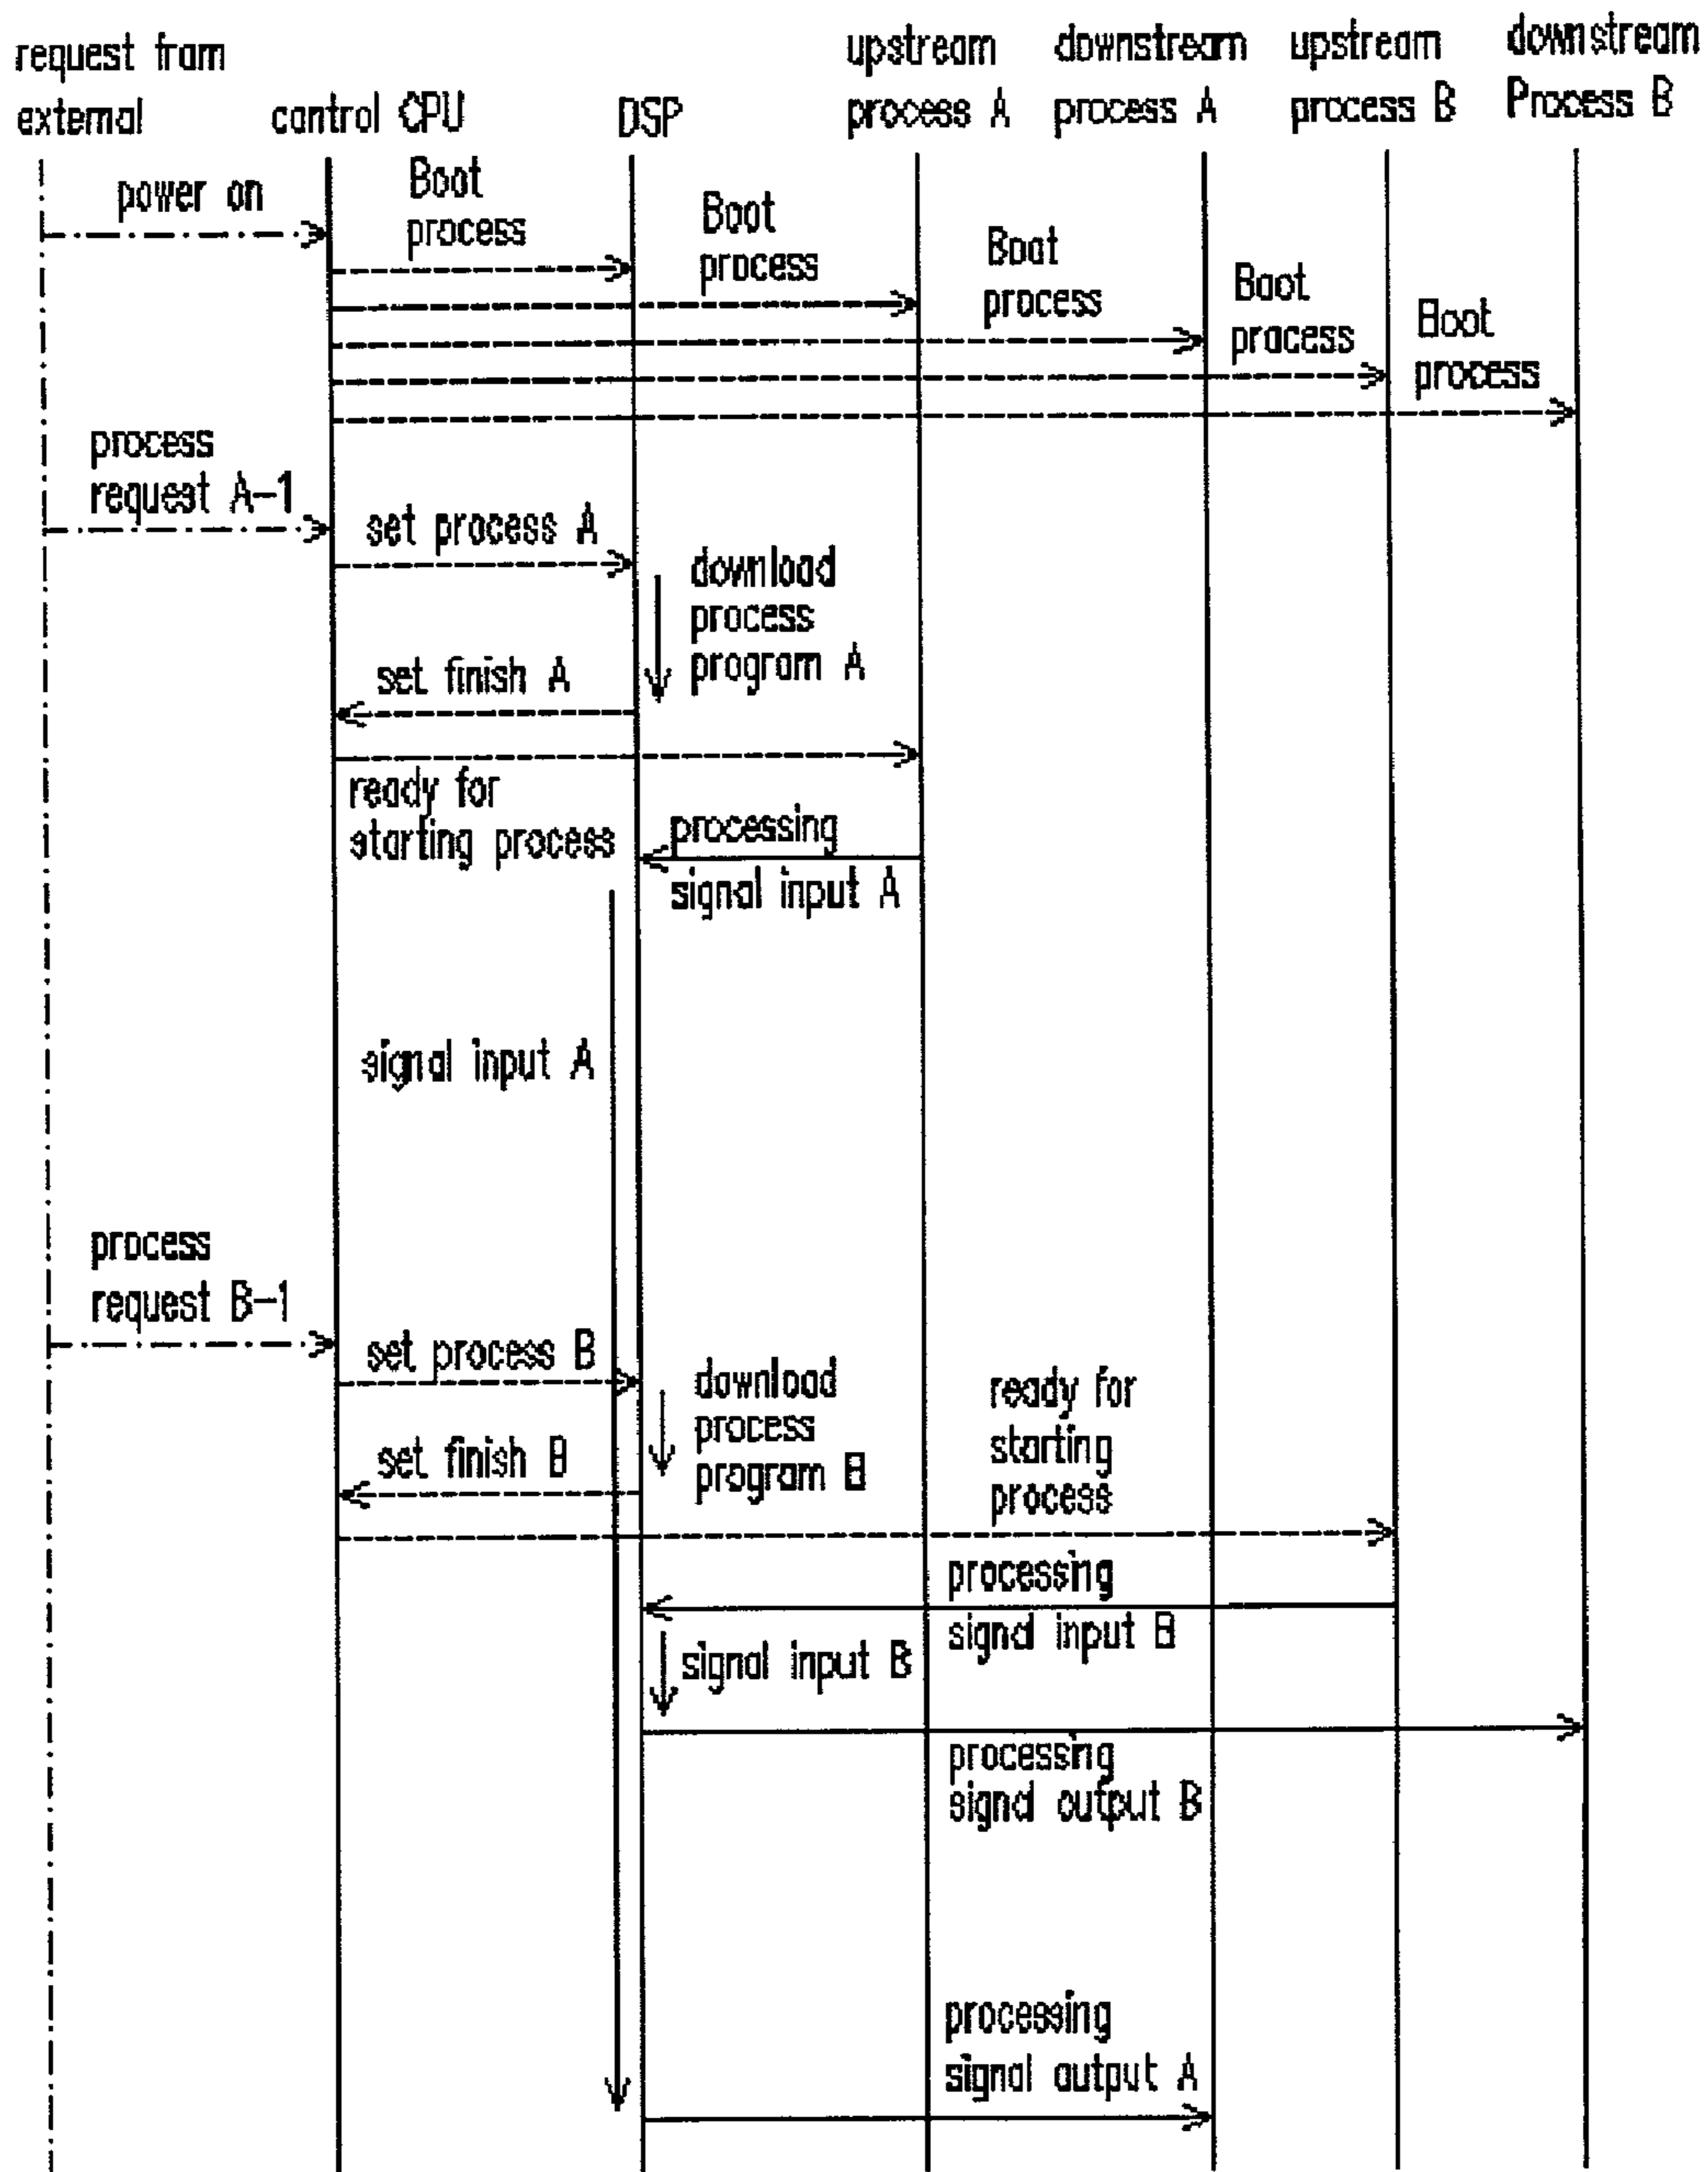 request from
external
control CPU
DSP
upstream
process A
downstream
process A
upstream
process B
downstream
Process B
power on
Boot
process
Boot
process
Boot
process
Boot
process
Boot
process
process
request A-1
set process A
download
process
program A
set finish A
ready for
starting process
processing
signal input A
signal input A
process
request B-1
set process B
download
process
program B
ready for
starting
process
set finish B
processing
signal input B
signal input B
processing
signal output B
processing
signal output A